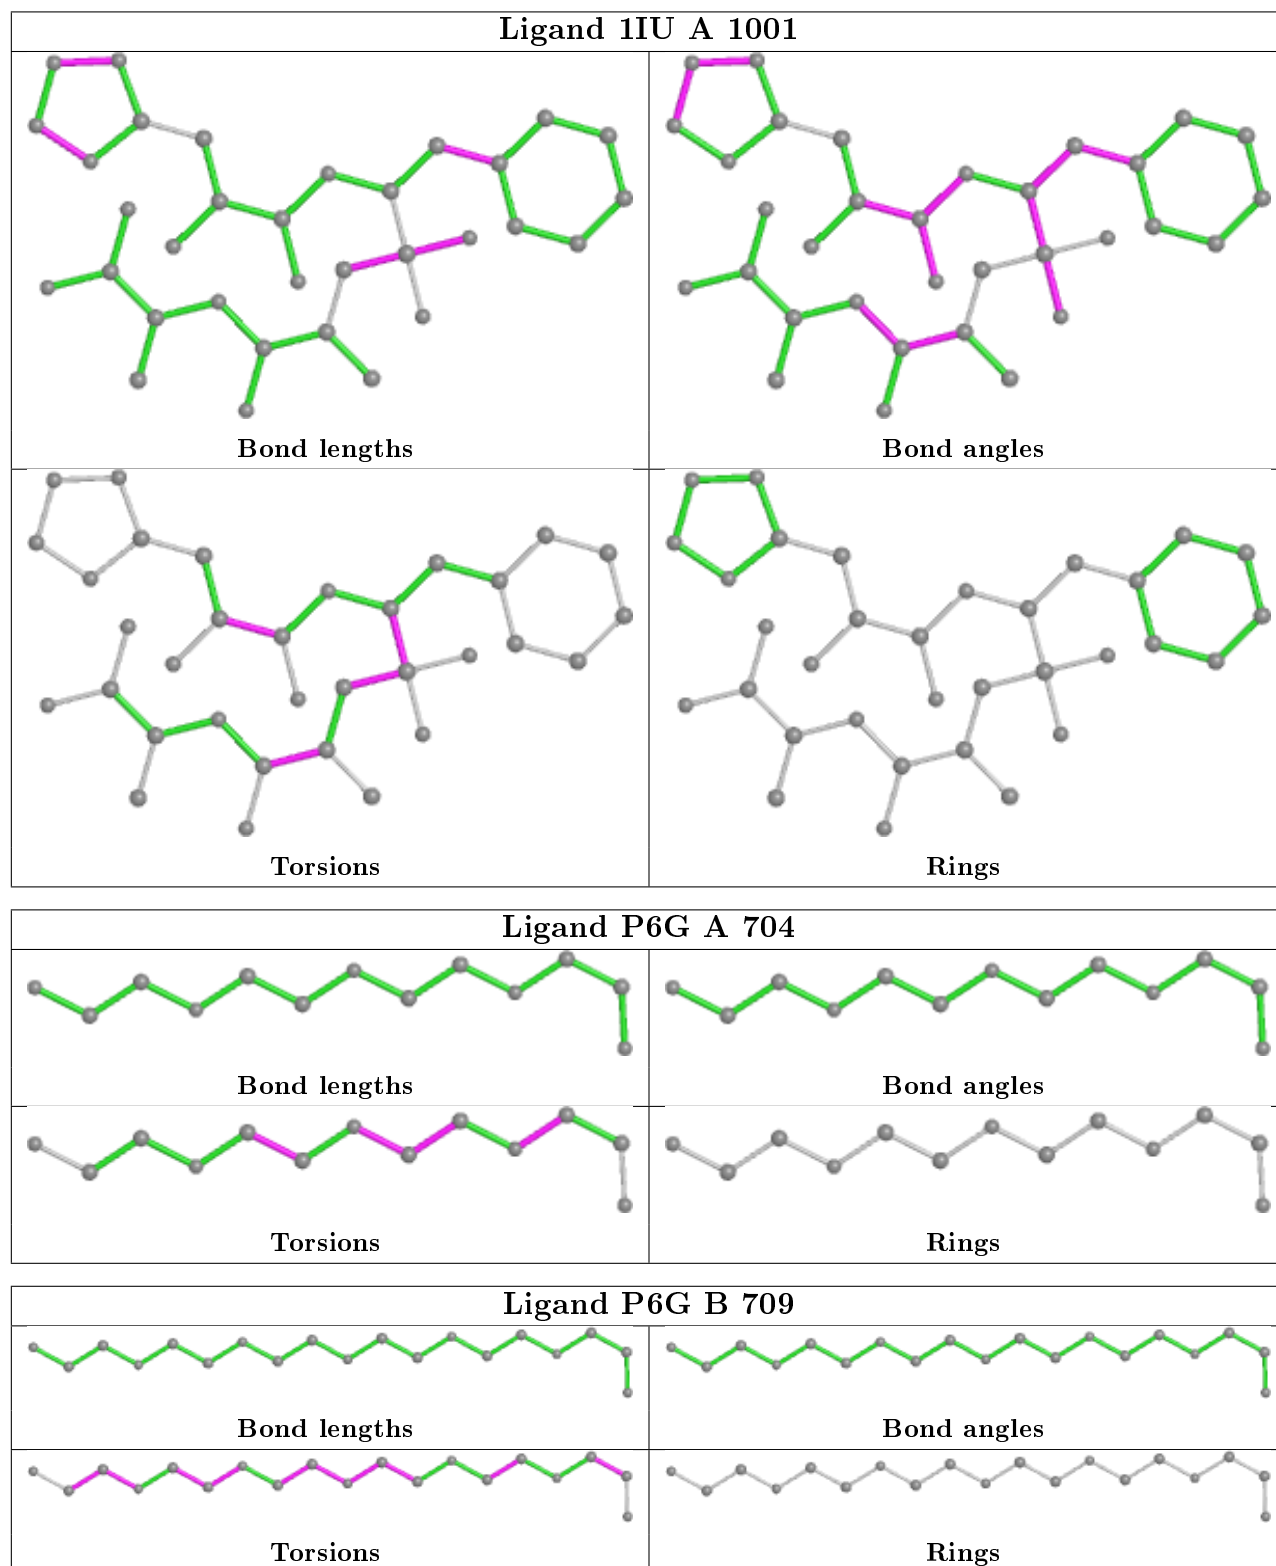 Ligand 1IU A 1001
Bond lengths
Bond angles
Torsions
Rings
Ligand P6G A 704
Bond lengths
Bond angles
Torsions
Rings
Ligand P6G B 709
Bond lengths
Bond angles
Torsions
Rings